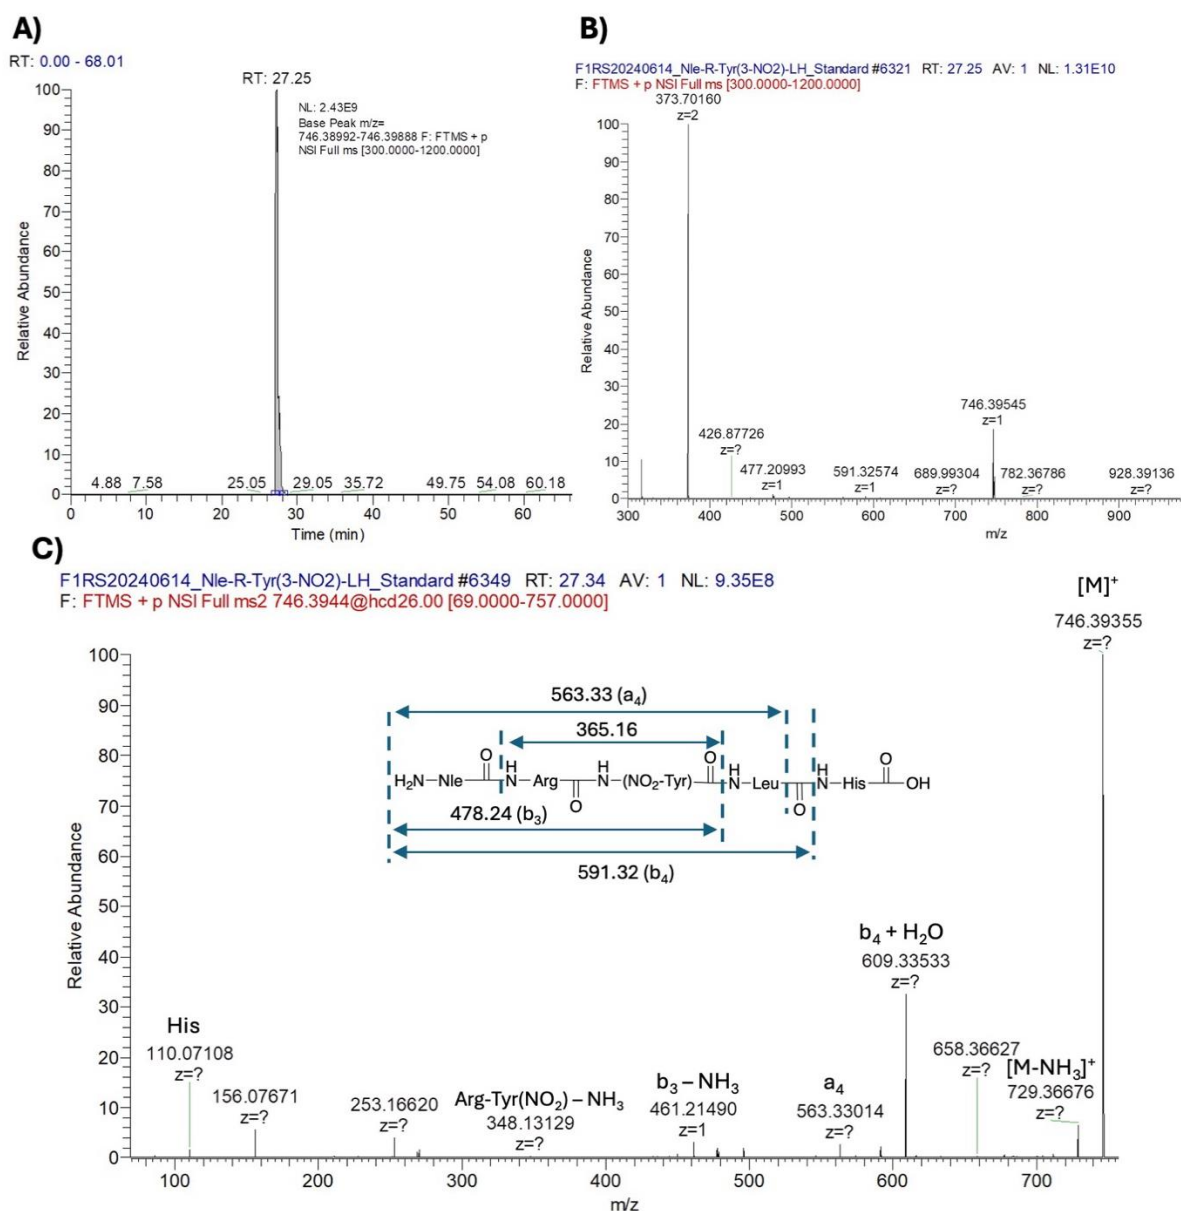 A)
RT: 0.00 - 68.01
RT: 27.25
NL: 2.43E9
Base Peak m/z=
746.38992-746.39888 F: FTMS + p
NSI Full ms [300.0000-1200.0000]
100
90
80
70
60
50
40
30
20
10
0
Relative Abundance
4.88 7.58 25.05 29.05 35.72 49.75 54.08 60.18
0 10 20 30 40 50 60
Time (min)
B)
F1RS20240614_Nle-R-Tyr(3-NO2)-LH_Standard #6321 RT: 27.25 AV: 1 NL: 1.31E10
F: FTMS + p NSI Full ms [300.0000-1200.0000]
373.70160
z=2
100
90
80
70
60
50
40
30
20
10
0
Relative Abundance
426.87726
z=?
477.20993
z=1
591.32574
z=1
689.99304
z=?
746.39545
z=1
782.36786
z=?
928.39136
z=?
300 400 500 600 700 800 900
m/z
C)
F1RS20240614_Nle-R-Tyr(3-NO2)-LH_Standard #6349 RT: 27.34 AV: 1 NL: 9.35E8
F: FTMS + p NSI Full ms2 746.3944@hcd26.00 [69.0000-757.0000]
[M]+
746.39355
z=?
100
90
80
70
60
50
40
30
20
10
0
Relative Abundance
563.33 (a4)
365.16
O H H O H O
H2N Nle N Arg N (NO2-Tyr) N Leu N His OH
O O
478.24 (b3)
591.32 (b4)
His
110.07108
z=?
156.07671
z=?
253.16620
z=?
Arg-Tyr(NO2) – NH3
348.13129
z=?
b3 – NH3
461.21490
z=1
a4
563.33014
z=?
b4 + H2O
609.33533
z=?
658.36627
z=?
[M-NH3]+
729.36676
z=?
100 200 300 400 500 600 700
m/z